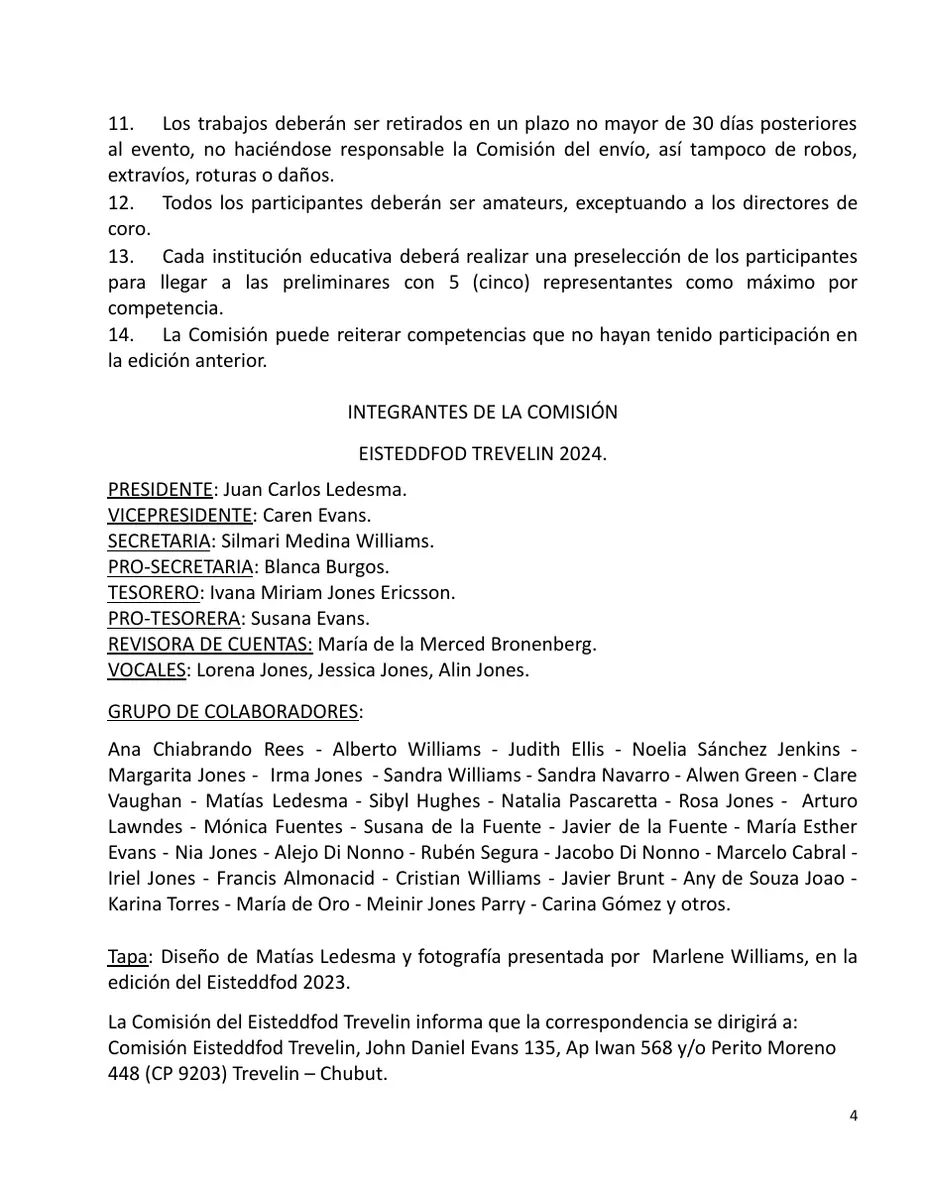 11. Los trabajos deberán ser retirados en un plazo no mayor de 30 días posteriores
al evento, no haciéndose responsable la Comisión del envío, así tampoco de robos,
extravíos, roturas o daños.
12. Todos los participantes deberán ser amateurs, exceptuando a los directores de
coro.
13. Cada institución educativa deberá realizar una preselección de los participantes
para llegar a las preliminares con 5 (cinco) representantes como máximo por
competencia.
14. La Comisión puede reiterar competencias que no hayan tenido participación en
la edición anterior.
INTEGRANTES DE LA COMISIÓN
EISTEDDFOD TREVELIN 2024.
PRESIDENTE: Juan Carlos Ledesma.
VICEPRESIDENTE: Caren Evans.
SECRETARIA: Silmari Medina Williams.
PRO-SECRETARIA: Blanca Burgos.
TESORERO: Ivana Miriam Jones Ericsson.
PRO-TESORERA: Susana Evans.
REVISORA DE CUENTAS: María de la Merced Bronenberg.
VOCALES: Lorena Jones, Jessica Jones, Alin Jones.
GRUPO DE COLABORADORES:
Ana Chiabrando Rees - Alberto Williams - Judith Ellis - Noelia Sánchez Jenkins -
Margarita Jones - Irma Jones - Sandra Williams - Sandra Navarro - Alwen Green - Clare
Vaughan - Matías Ledesma - Sibyl Hughes - Natalia Pascaretta - Rosa Jones - Arturo
Lawndes - Mónica Fuentes - Susana de la Fuente - Javier de la Fuente - María Esther
Evans - Nia Jones - Alejo Di Nonno - Rubén Segura - Jacobo Di Nonno - Marcelo Cabral -
Iriel Jones - Francis Almonacid - Cristian Williams - Javier Brunt - Any de Souza Joao -
Karina Torres - María de Oro - Meinir Jones Parry - Carina Gómez y otros.
Tapa: Diseño de Matías Ledesma y fotografía presentada por Marlene Williams, en la
edición del Eisteddfod 2023.
La Comisión del Eisteddfod Trevelin informa que la correspondencia se dirigirá a:
Comisión Eisteddfod Trevelin, John Daniel Evans 135, Ap Iwan 568 y/o Perito Moreno
448 (CP 9203) Trevelin – Chubut.
4